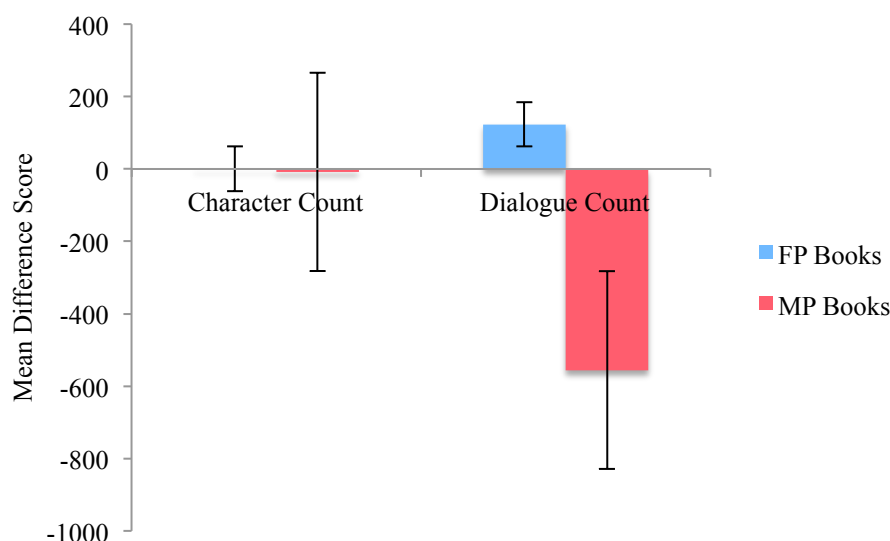 400
200
0
-200
-400
-600
-800
-1000
Mean Difference Score
Character Count
Dialogue Count
FP Books
MP Books